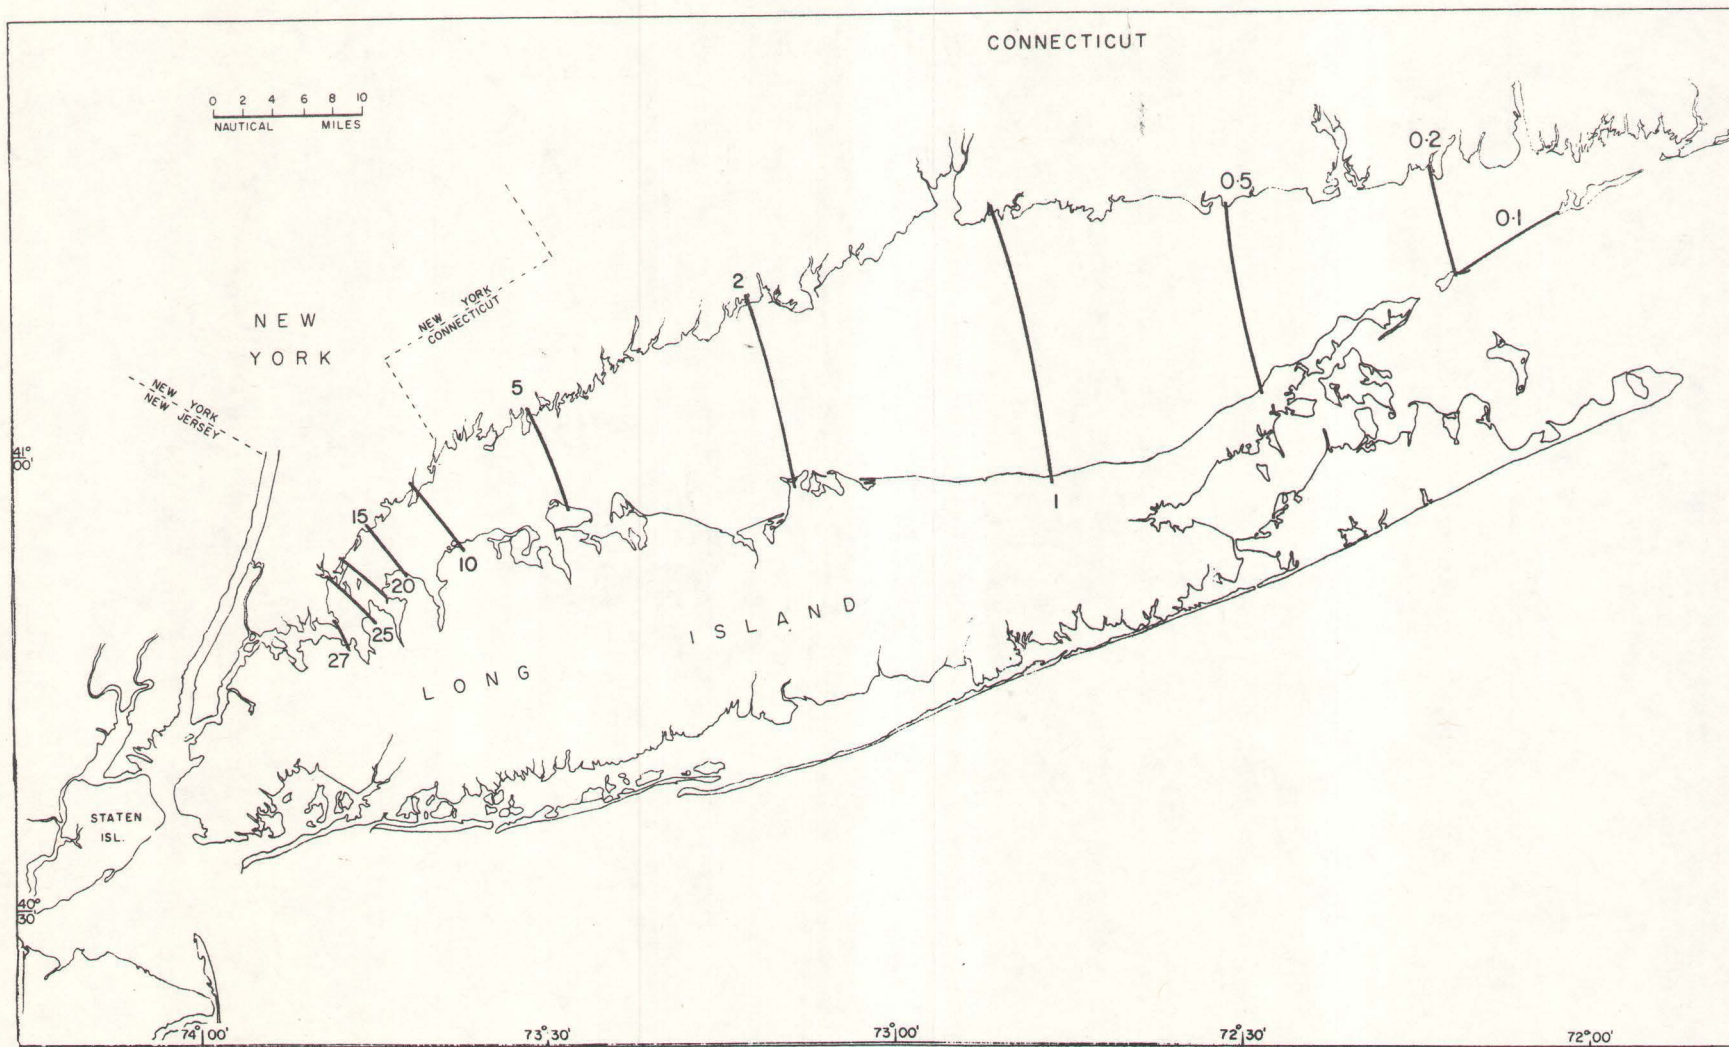 CONNECTICUT
0 2 4 6 8 10
NAUTICAL MILES
0.2
0.5
0.1
2
NEW YORK
CONNECTICUT
NEW
YORK
5
NEW YORK
NEW JERSEY
41°
00'
1
15
10
20
25
27
ISLAND
LONG
STATEN
ISL.
40°
30'
74°00'
73°30'
73°00'
72°30'
72°00'